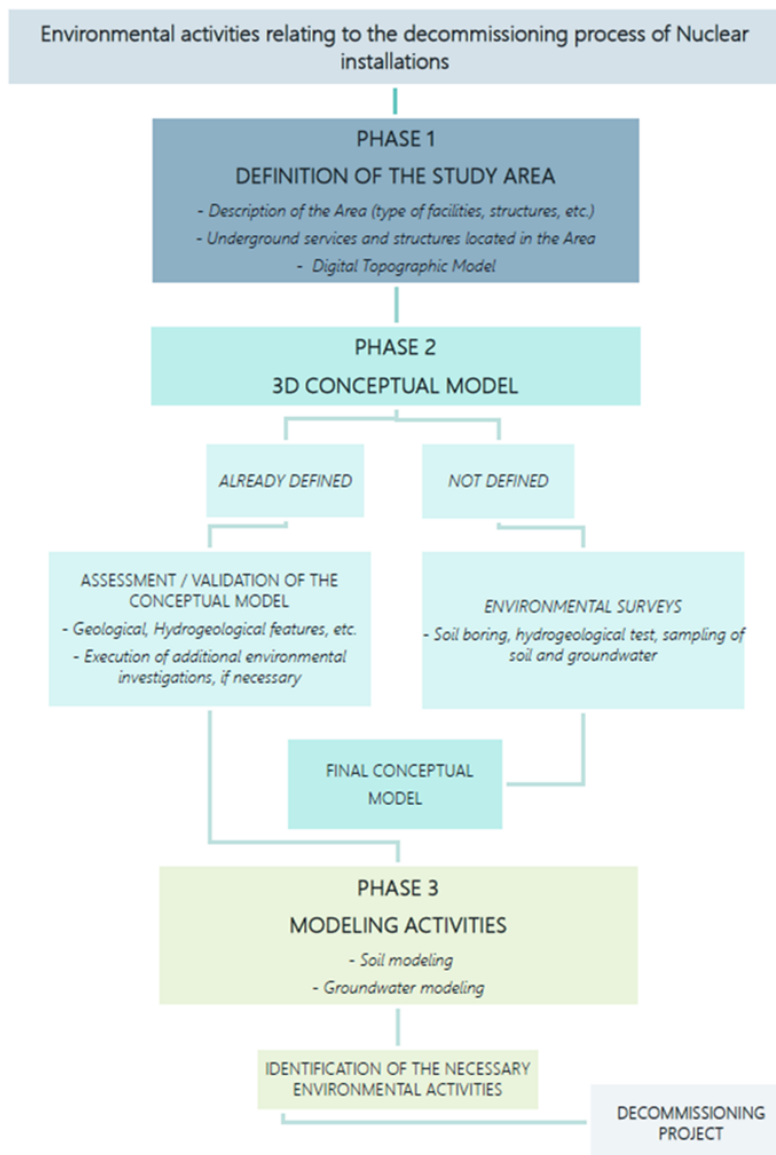 Environmental activities relating to the decommissioning process of Nuclear
installations
PHASE 1
DEFINITION OF THE STUDY AREA
- Description of the Area (type of facilities, structures, etc.)
- Underground services and structures located in the Area
- Digital Topographic Model
PHASE 2
3D CONCEPTUAL MODEL
ALREADY DEFINED
NOT DEFINED
ASSESSMENT / VALIDATION OF THE
CONCEPTUAL MODEL
- Geological, Hydrogeological features, etc.
- Execution of additional environmental
investigations, if necessary
ENVIRONMENTAL SURVEYS
- Soil boring, hydrogeological test, sampling of
soil and groundwater
FINAL CONCEPTUAL
MODEL
PHASE 3
MODELING ACTIVITIES
- Soil modeling
- Groundwater modeling
IDENTIFICATION OF THE NECESSARY
ENVIRONMENTAL ACTIVITIES
DECOMMISSIONING
PROJECT